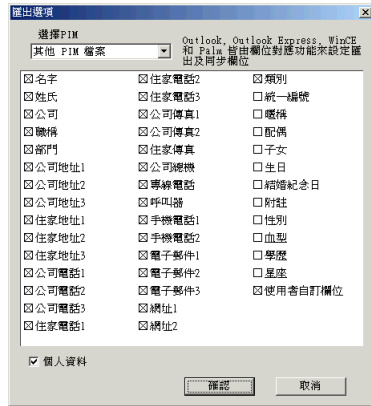 匯出選項
選擇PIM
其他 PIM 檔案
Outlook, Outlook Express, WinCE
和 Palm 皆由欄位對應功能來設定匯
出及同步欄位
名字
姓氏
公司
職稱
部門
公司地址1
公司地址2
公司地址3
住家地址1
住家地址2
公司電話1
公司電話2
公司電話3
住家電話1
住家電話2
住家電話3
公司傳真1
公司傳真2
住家傳真
公司總機
專線電話
呼叫器
手機電話1
手機電話2
電子郵件1
電子郵件2
電子郵件3
網址1
網址2
類別
統一編號
暱稱
配偶
子女
生日
結婚紀念日
附註
性別
血型
學歷
星座
使用者自訂欄位
個人資料
確認
取消